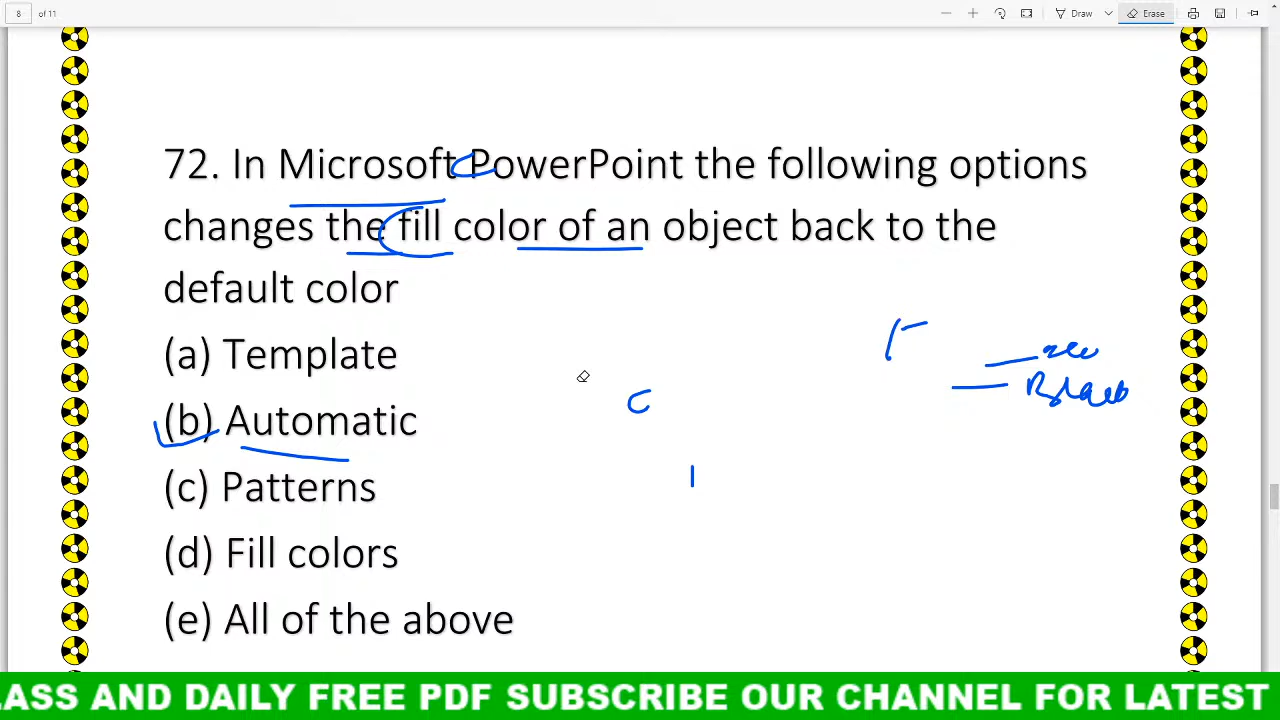 8 of 11
Draw
Erase
72. In Microsoft PowerPoint the following options
changes the fill color of an object back to the
default color
(a) Template
(b) Automatic
(c) Patterns
(d) Fill colors
(e) All of the above
LASS AND DAILY FREE PDF SUBSCRIBE OUR CHANNEL FOR LATEST